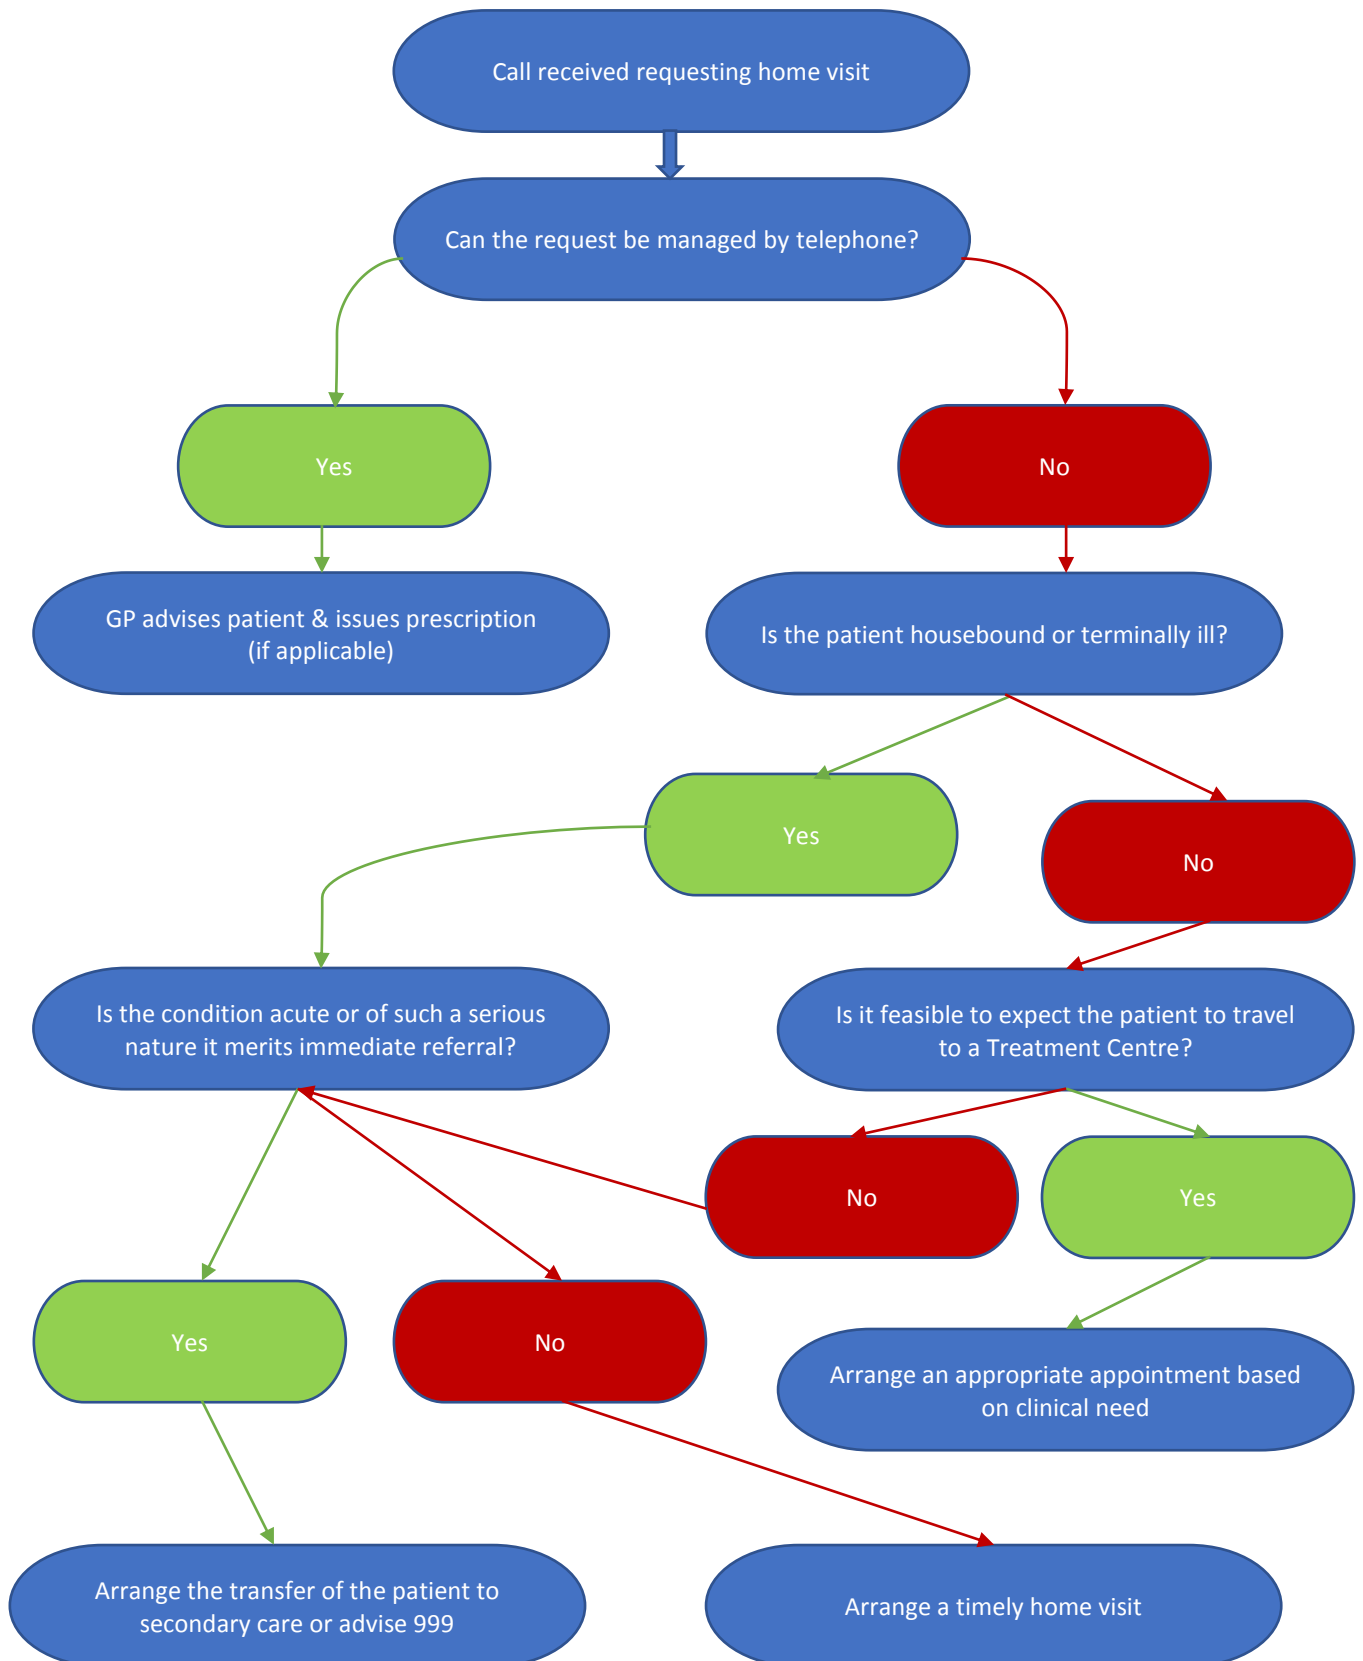 Call received requesting home visit
Can the request be managed by telephone?
Yes
No
GP advises patient & issues prescription
(if applicable)
Is the patient housebound or terminally ill?
Yes
No
Is the condition acute or of such a serious
nature it merits immediate referral?
Is it feasible to expect the patient to travel
to a Treatment Centre?
No
Yes
Yes
No
Arrange an appropriate appointment based
on clinical need
Arrange the transfer of the patient to
secondary care or advise 999
Arrange a timely home visit